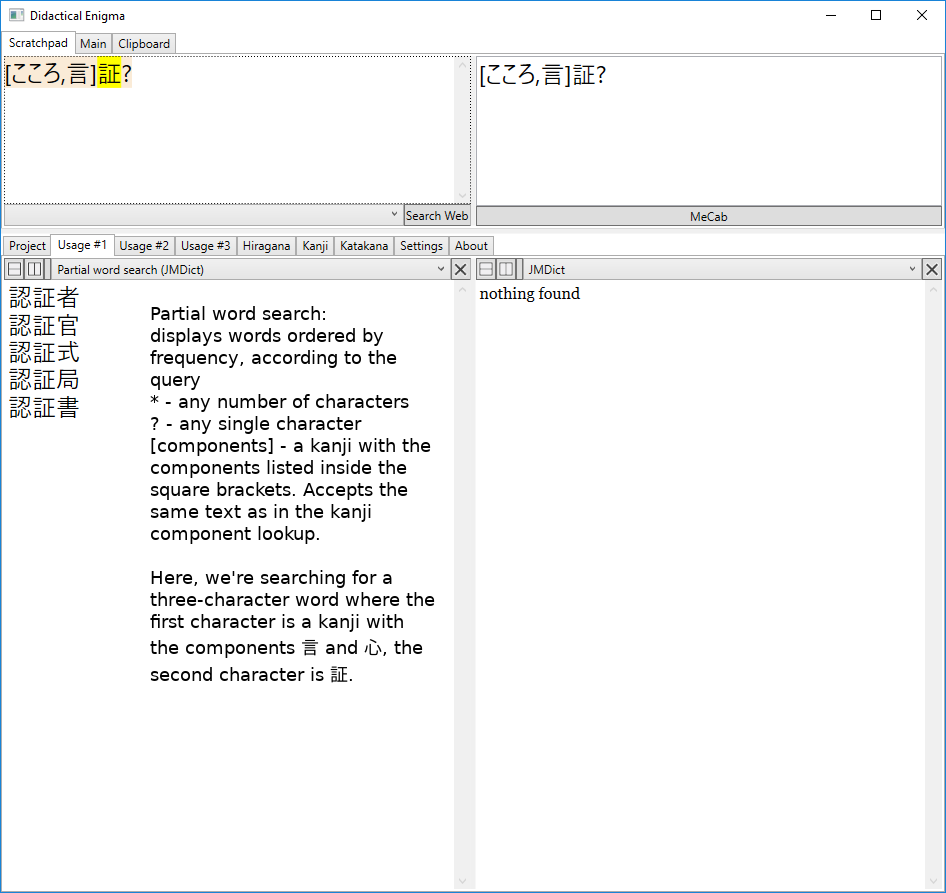 Didactical Enigma
Scratchpad Main Clipboard
[こころ,言]証?
[こころ,言]証?
Search Web
MeCab
Project Usage #1 Usage #2 Usage #3 Hiragana Kanji Katakana Settings About
Partial word search (JMDict)
JMDict
認証者
認証官
認証式
認証局
認証書
Partial word search:
displays words ordered by
frequency, according to the
query
* - any number of characters
? - any single character
[components] - a kanji with the
components listed inside the
square brackets. Accepts the
same text as in the kanji
component lookup.
Here, we're searching for a
three-character word where the
first character is a kanji with
the components 言 and 心, the
second character is 証.
nothing found